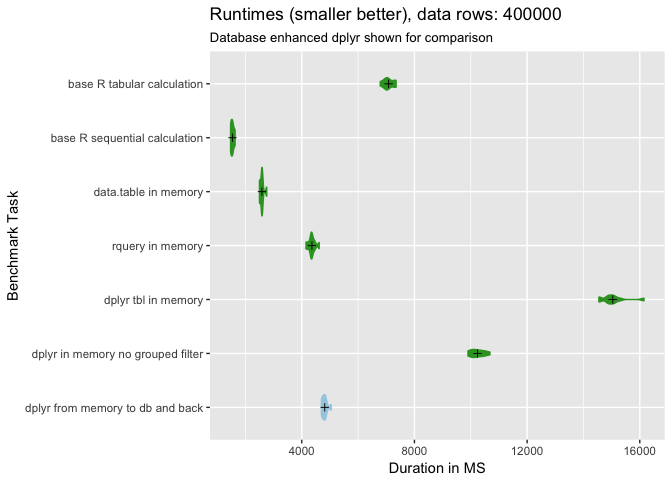 Runtimes (smaller better), data rows: 400000
Database enhanced dplyr shown for comparison
Benchmark Task
base R tabular calculation
base R sequential calculation
data.table in memory
rquery in memory
dplyr tbl in memory
dplyr in memory no grouped filter
dplyr from memory to db and back
4000 8000 12000 16000
Duration in MS